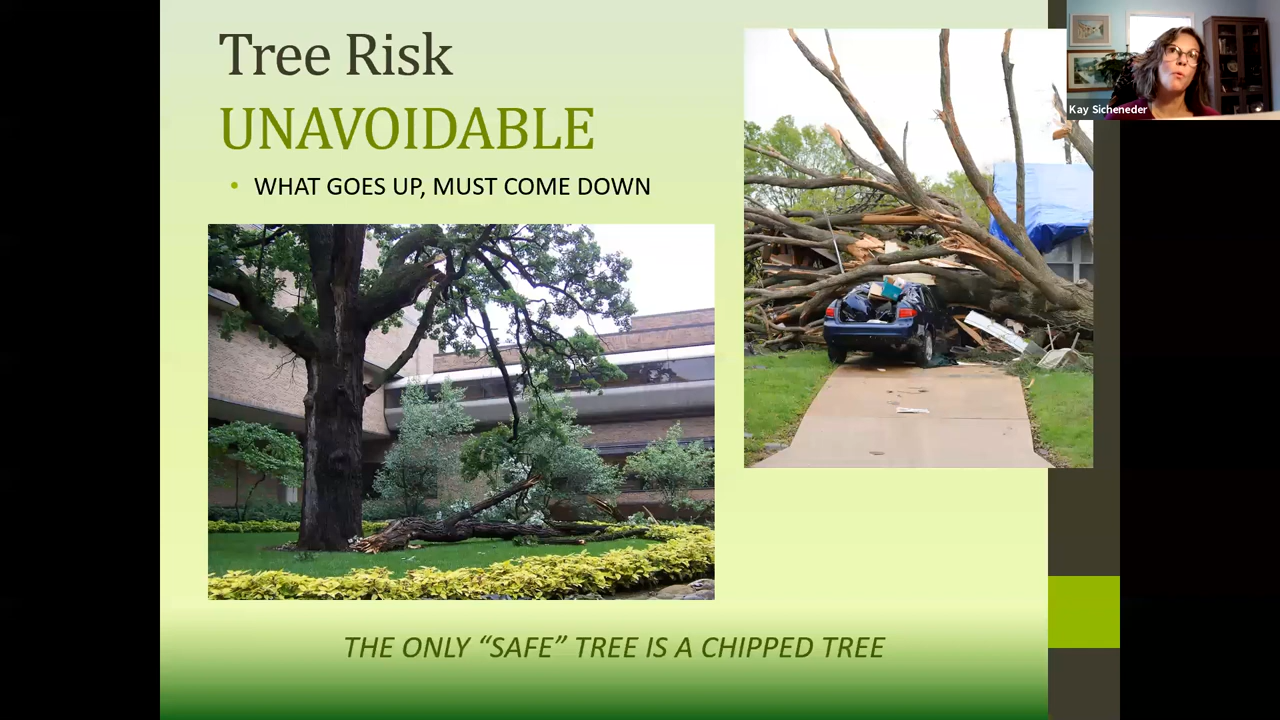 Tree Risk
UNAVOIDABLE
• WHAT GOES UP, MUST COME DOWN
THE ONLY “SAFE” TREE IS A CHIPPED TREE
Kay Sicheneder